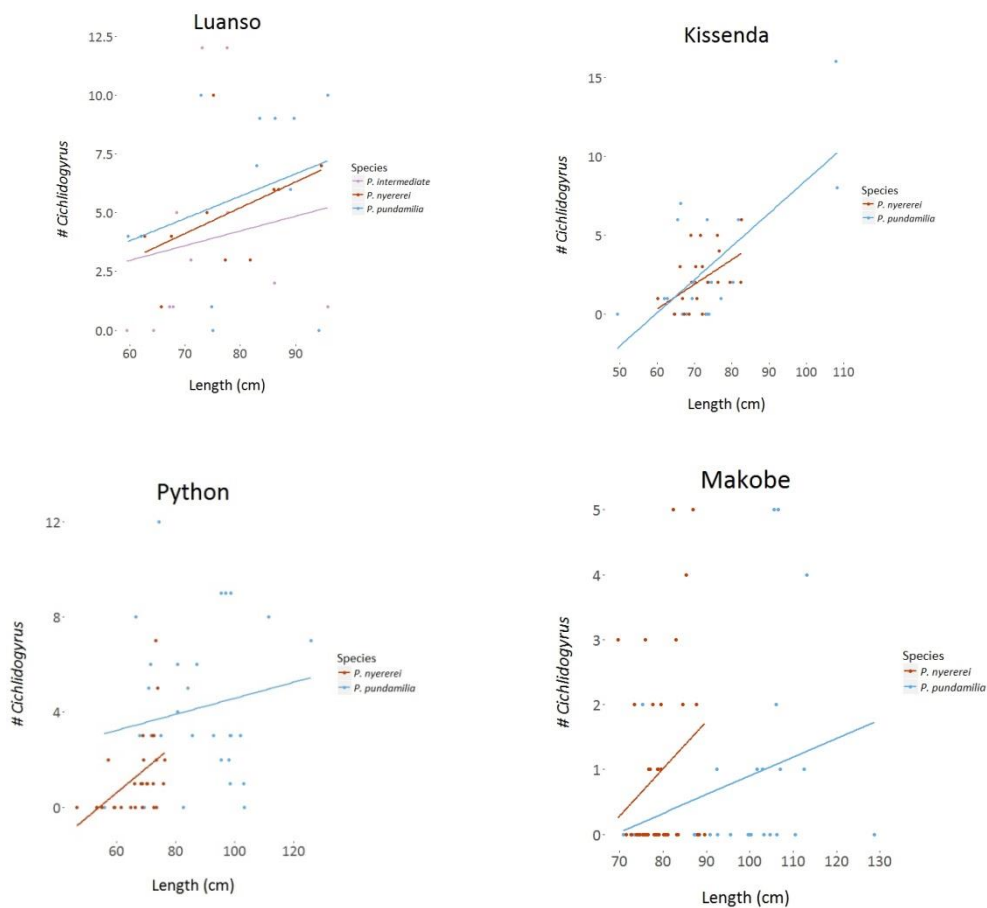 Luanso
12.5
10.0
7.5
5.0
2.5
0.0
# Cichlidogyrus
60 70 80 90
Length (cm)
Species
P. intermediate
P. nyererei
P. pundamilia
Kissenda
15
10
5
0
# Cichlidogyrus
50 60 70 80 90 100 110
Length (cm)
Species
P. nyererei
P. pundamilia
Python
12
8
4
0
# Cichlidogyrus
60 80 100 120
Length (cm)
Species
P. nyererei
P. pundamilia
Makobe
5
4
3
2
1
0
# Cichlidogyrus
70 80 90 100 110 120 130
Length (cm)
Species
P. nyererei
P. pundamilia